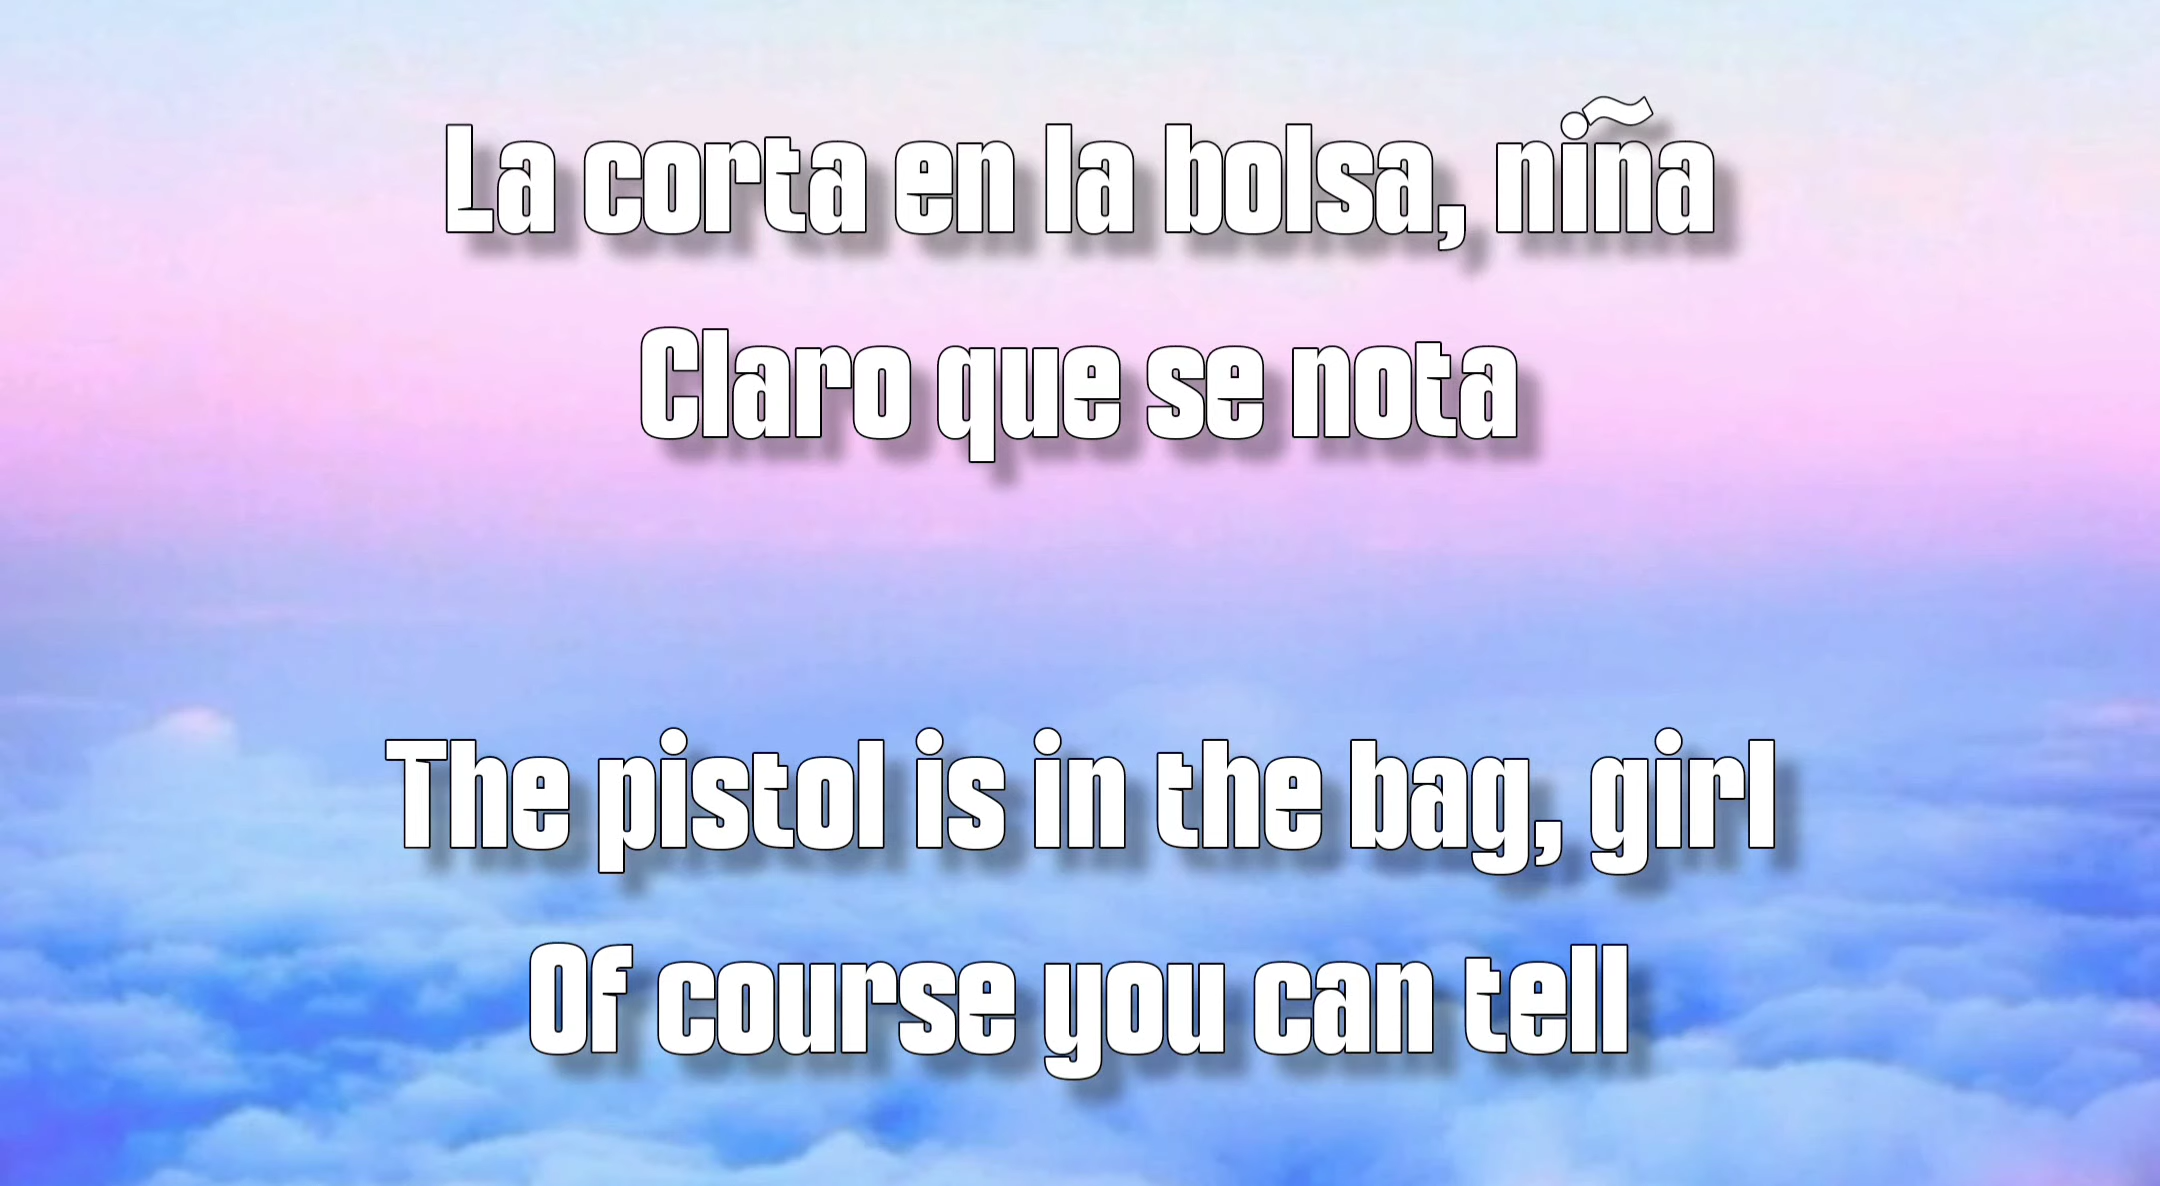 La corta en la bolsa, niña
Claro que se nota
The pistol is in the bag, girl
Of course you can tell